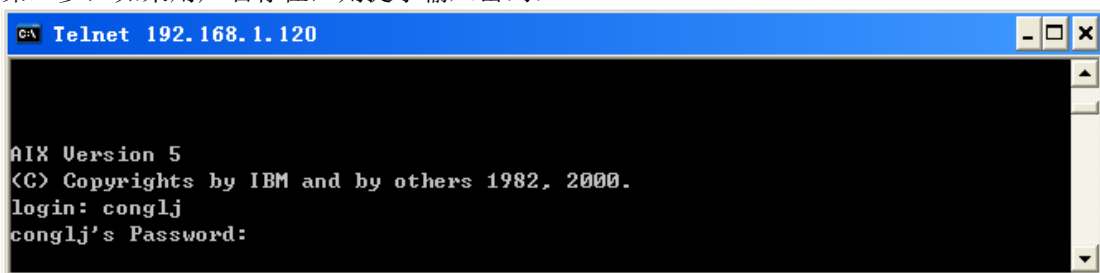 Telnet 192.168.1.120
AIX Version 5
(C) Copyrights by IBM and by others 1982, 2000.
login: conglj
conglj's Password: